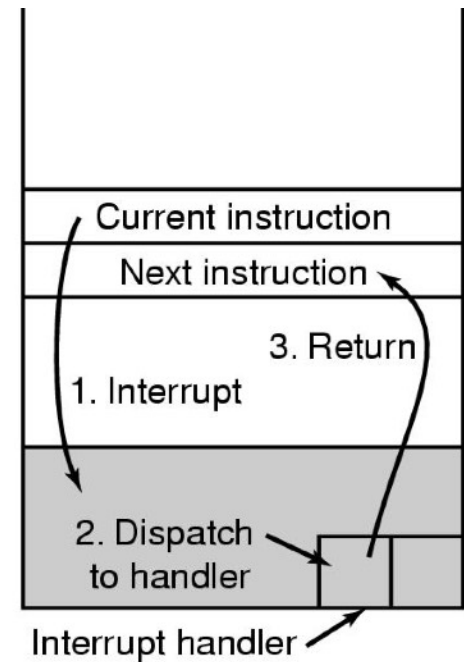 Current instruction
Next instruction
3. Return
1. Interrupt
2. Dispatch
to handler
Interrupt handler